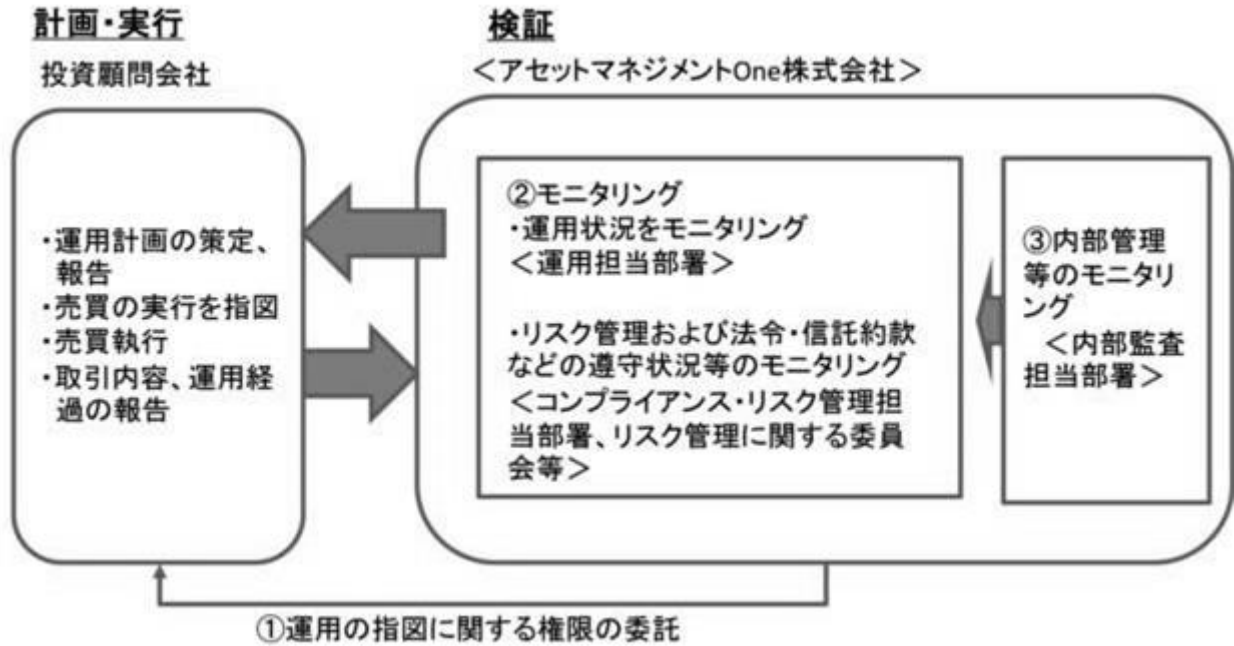 計画・実行
投資顧問会社
・運用計画の策定、
報告
・売買の実行を指図
・売買執行
・取引内容、運用経
過の報告
検証
＜アセットマネジメントOne株式会社＞
②モニタリング
・運用状況をモニタリング
＜運用担当部署＞
・リスク管理および法令・信託約款
などの遵守状況等のモニタリング
＜コンプライアンス・リスク管理担
当部署、リスク管理に関する委員
会等＞
③内部管理
等のモニタリ
ング
＜内部監査
担当部署＞
①運用の指図に関する権限の委託